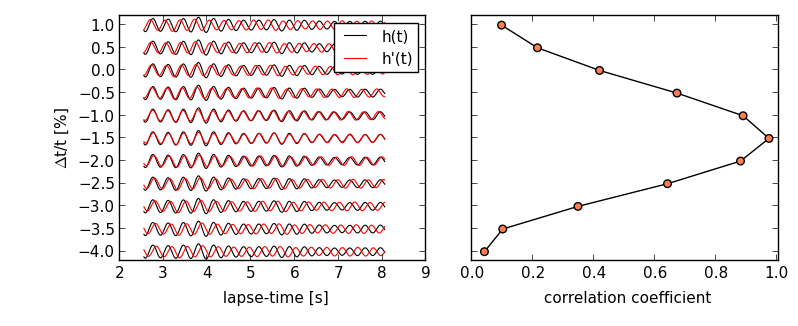 1.0
0.5
0.0
−0.5
−1.0
−1.5
−2.0
−2.5
−3.0
−3.5
−4.0
Δt/t [%]
2 3 4 5 6 7 8 9
lapse-time [s]
h(t)
h'(t)
0.0 0.2 0.4 0.6 0.8 1.0
correlation coefficient